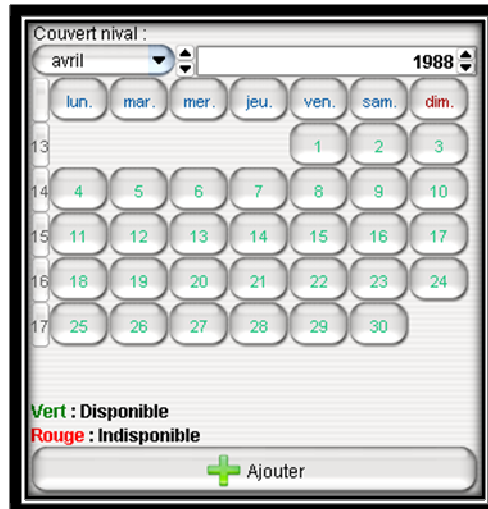 Couvert nival :
avril 1988
lun. mar. mer. jeu. ven. sam. dim.
13 1 2 3
14 4 5 6 7 8 9 10
15 11 12 13 14 15 16 17
16 18 19 20 21 22 23 24
17 25 26 27 28 29 30
Vert : Disponible
Rouge : Indisponible
Ajouter